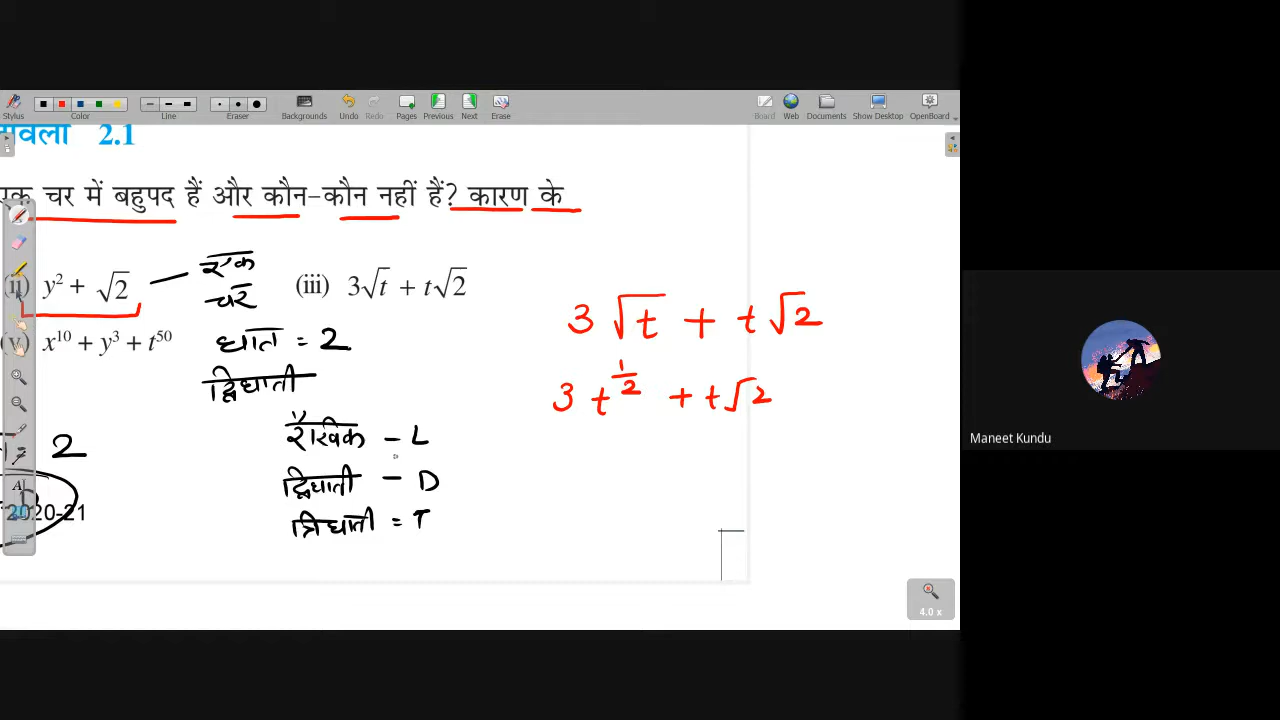 Stylus Color Line Eraser Backgrounds Undo Redo Pages Previous Next Erase Board Web Documents Show Desktop OpenBoard
2.1
एक चर में बहुपद हैं और कौन-कौन नहीं हैं? कारण के
(ii) y² + √2 — एक चर
(iii) 3√t + t√2
(v) x¹⁰ + y³ + t⁵⁰
घात = 2
द्विघाती
3 √t + t √2
3 t^{1/2} + t√2
रैखिक - L
द्विघाती - D
त्रिघाती = T
2
2020-21
Maneet Kundu
4.0 x